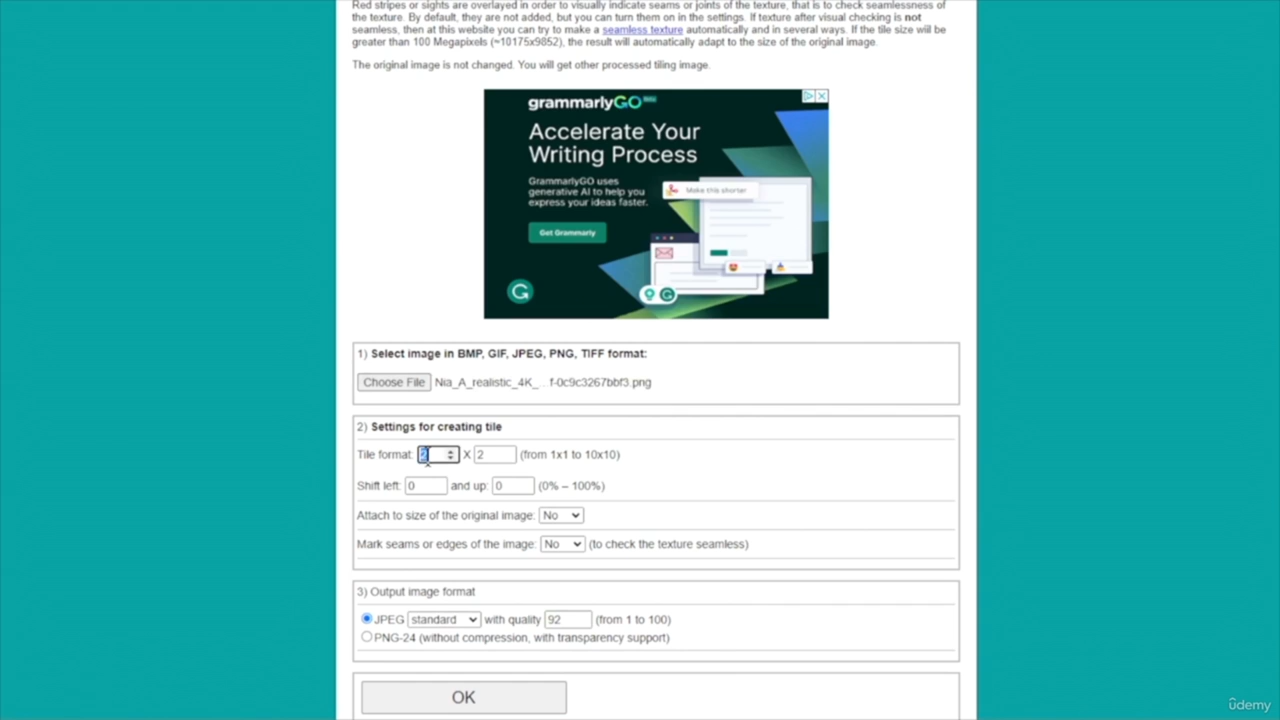 Red stripes or sights are overlayed in order to visually indicate seams or joints of the texture, that is to check seamlessness of
the texture. By default, they are not added, but you can turn them on in the settings. If texture after visual checking is not
seamless, then at this website you can try to make a seamless texture automatically and in several ways. If the tile size will be
greater than 100 Megapixels (~10175x9852), the result will automatically adapt to the size of the original image.
The original image is not changed. You will get other processed tiling image.
grammarlyGO Beta
Accelerate Your
Writing Process
GrammarlyGO uses
generative AI to help you
express your ideas faster.
Make this shorter
Get Grammarly
1) Select image in BMP, GIF, JPEG, PNG, TIFF format:
Choose File Nia_A_realistic_4K_...f-0c9c3267bbf3.png
2) Settings for creating tile
Tile format: 2 X 2 (from 1x1 to 10x10)
Shift left: 0 and up: 0 (0% – 100%)
Attach to size of the original image: No
Mark seams or edges of the image: No (to check the texture seamless)
3) Output image format
JPEG standard with quality 92 (from 1 to 100)
PNG-24 (without compression, with transparency support)
OK
ûdemy